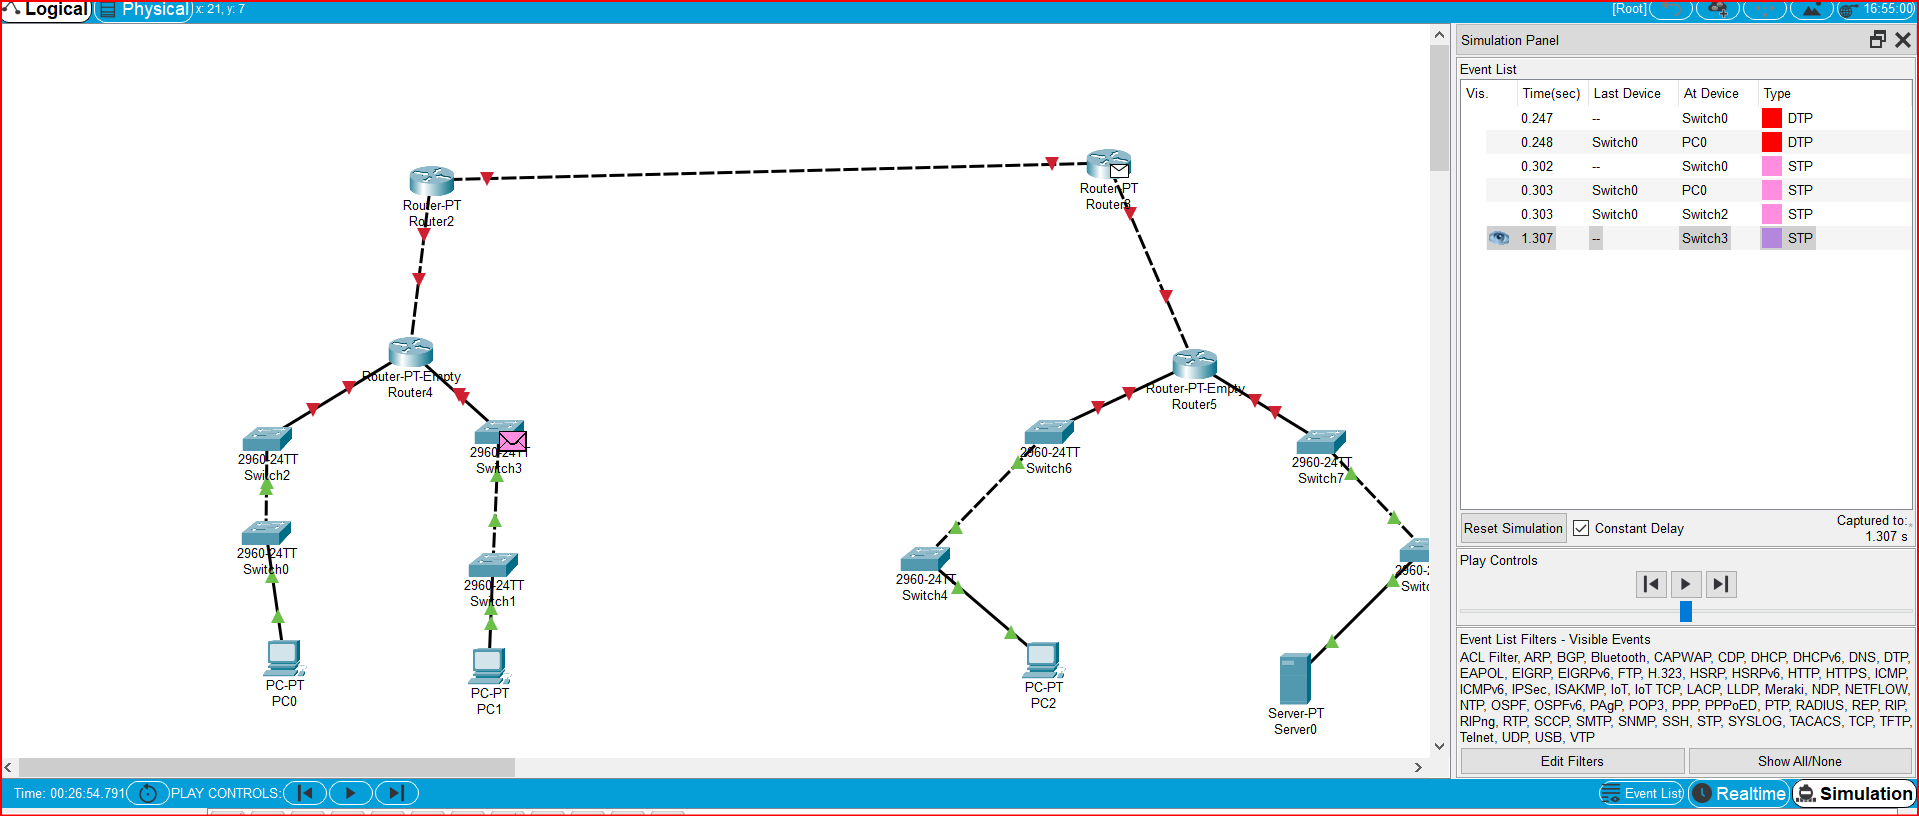 Logical
Physical x: 21, y: 7
[Root]
16:55:00
Router-PT
Router2
Router-PT
Router3
Router-PT-Empty
Router4
Router-PT-Empty
Router5
2960-24TT
Switch2
2960-24TT
Switch3
2960-24TT
Switch6
2960-24TT
Switch7
2960-24TT
Switch0
2960-24TT
Switch1
2960-24TT
Switch4
PC-PT
PC0
PC-PT
PC1
PC-PT
PC2
Server-PT
Server0
Simulation Panel
Event List
Vis. Time(sec) Last Device At Device Type
0.247 -- Switch0 DTP
0.248 Switch0 PC0 DTP
0.302 -- Switch0 STP
0.303 Switch0 PC0 STP
0.303 Switch0 Switch2 STP
1.307 -- Switch3 STP
Reset Simulation Constant Delay
Captured to:
1.307 s
Play Controls
Event List Filters - Visible Events
ACL Filter, ARP, BGP, Bluetooth, CAPWAP, CDP, DHCP, DHCPv6, DNS, DTP,
EAPOL, EIGRP, EIGRPv6, FTP, H.323, HSRP, HSRPv6, HTTP, HTTPS, ICMP,
ICMPv6, IPSec, ISAKMP, IoT, IoT TCP, LACP, LLDP, Meraki, NDP, NETFLOW,
NTP, OSPF, OSPFv6, PAgP, POP3, PPP, PPPoED, PTP, RADIUS, REP, RIP,
RIPng, RTP, SCCP, SMTP, SNMP, SSH, STP, SYSLOG, TACACS, TCP, TFTP,
Telnet, UDP, USB, VTP
Edit Filters
Show All/None
Time: 00:26:54.791 PLAY CONTROLS:
Event List Realtime Simulation